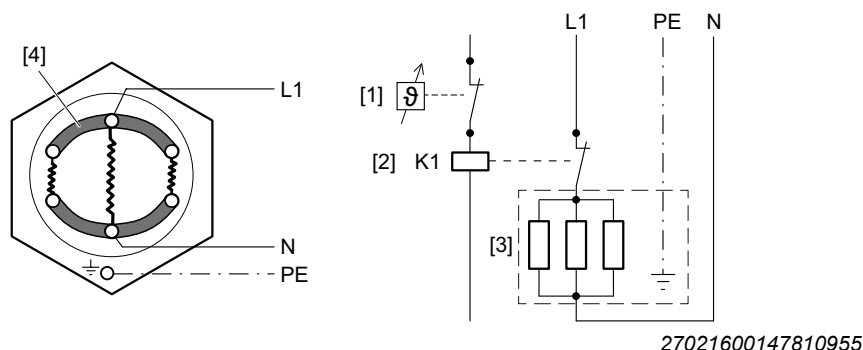 [4]
L1
N
PE
L1 PE N
[1] ϑ
[2] K1
[3]
27021600147810955